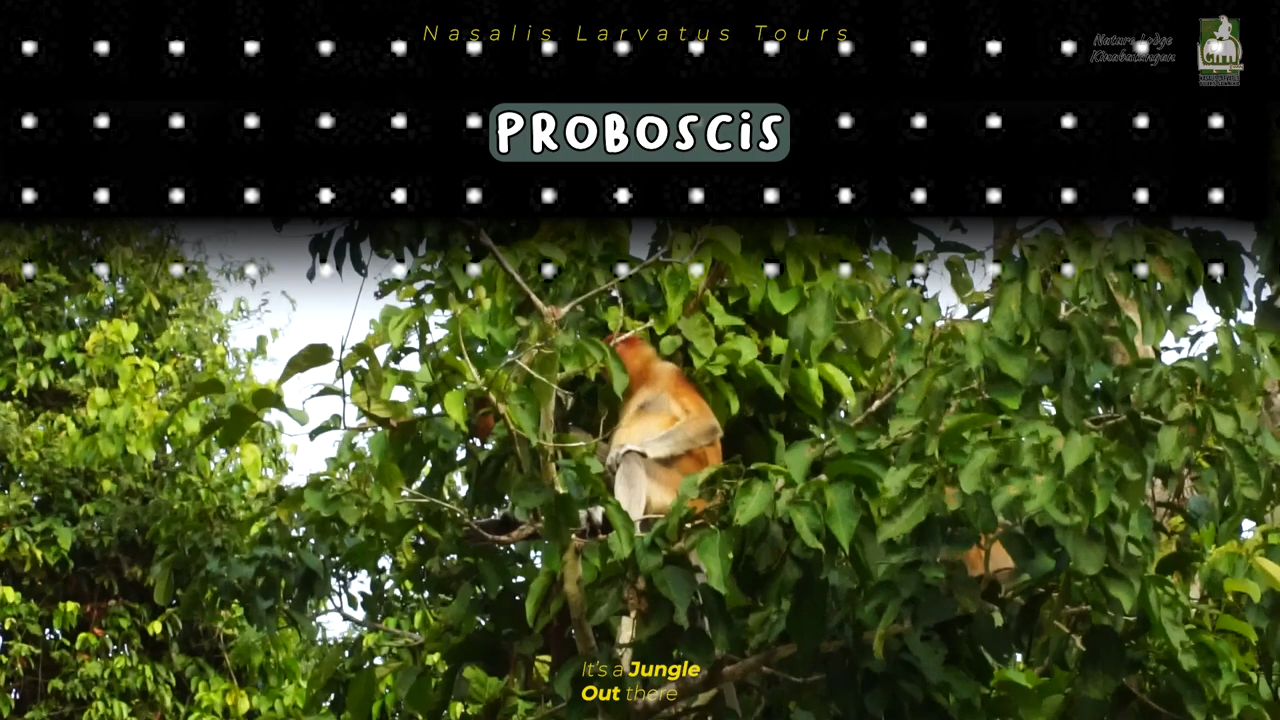 Nasalis Larvatus Tours
Nature Lodge
Kinabatangan
PROBOSCiS
It's a Jungle
Out there